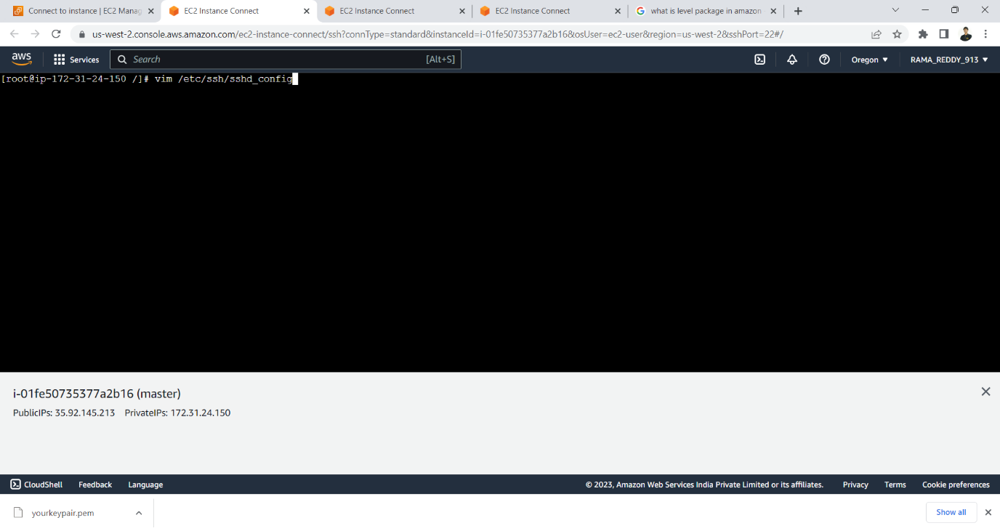 Connect to instance | EC2 Manag
EC2 Instance Connect
EC2 Instance Connect
EC2 Instance Connect
what is level package in amazon
us-west-2.console.aws.amazon.com/ec2-instance-connect/ssh?connType=standard&instanceId=i-01fe50735377a2b16&osUser=ec2-user&region=us-west-2&sshPort=22#/
aws
Services
Search
[Alt+S]
Oregon
RAMA_REDDY_913
[root@ip-172-31-24-150 /]# vim /etc/ssh/sshd_config
i-01fe50735377a2b16 (master)
PublicIPs: 35.92.145.213 PrivateIPs: 172.31.24.150
CloudShell
Feedback
Language
© 2023, Amazon Web Services India Private Limited or its affiliates.
Privacy
Terms
Cookie preferences
yourkeypair.pem
Show all